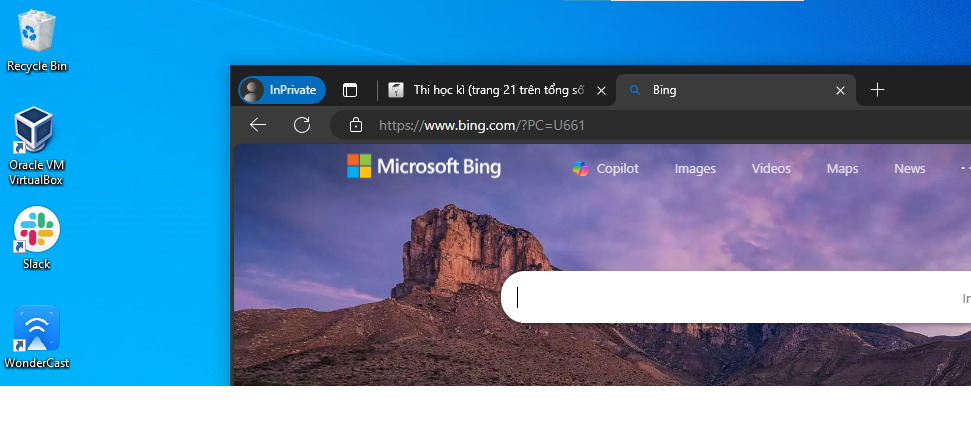 Recycle Bin
Oracle VM
VirtualBox
Slack
WonderCast
InPrivate
Thi học kì (trang 21 trên tổng số
Bing
https://www.bing.com/?PC=U661
Microsoft Bing
Copilot
Images
Videos
Maps
News